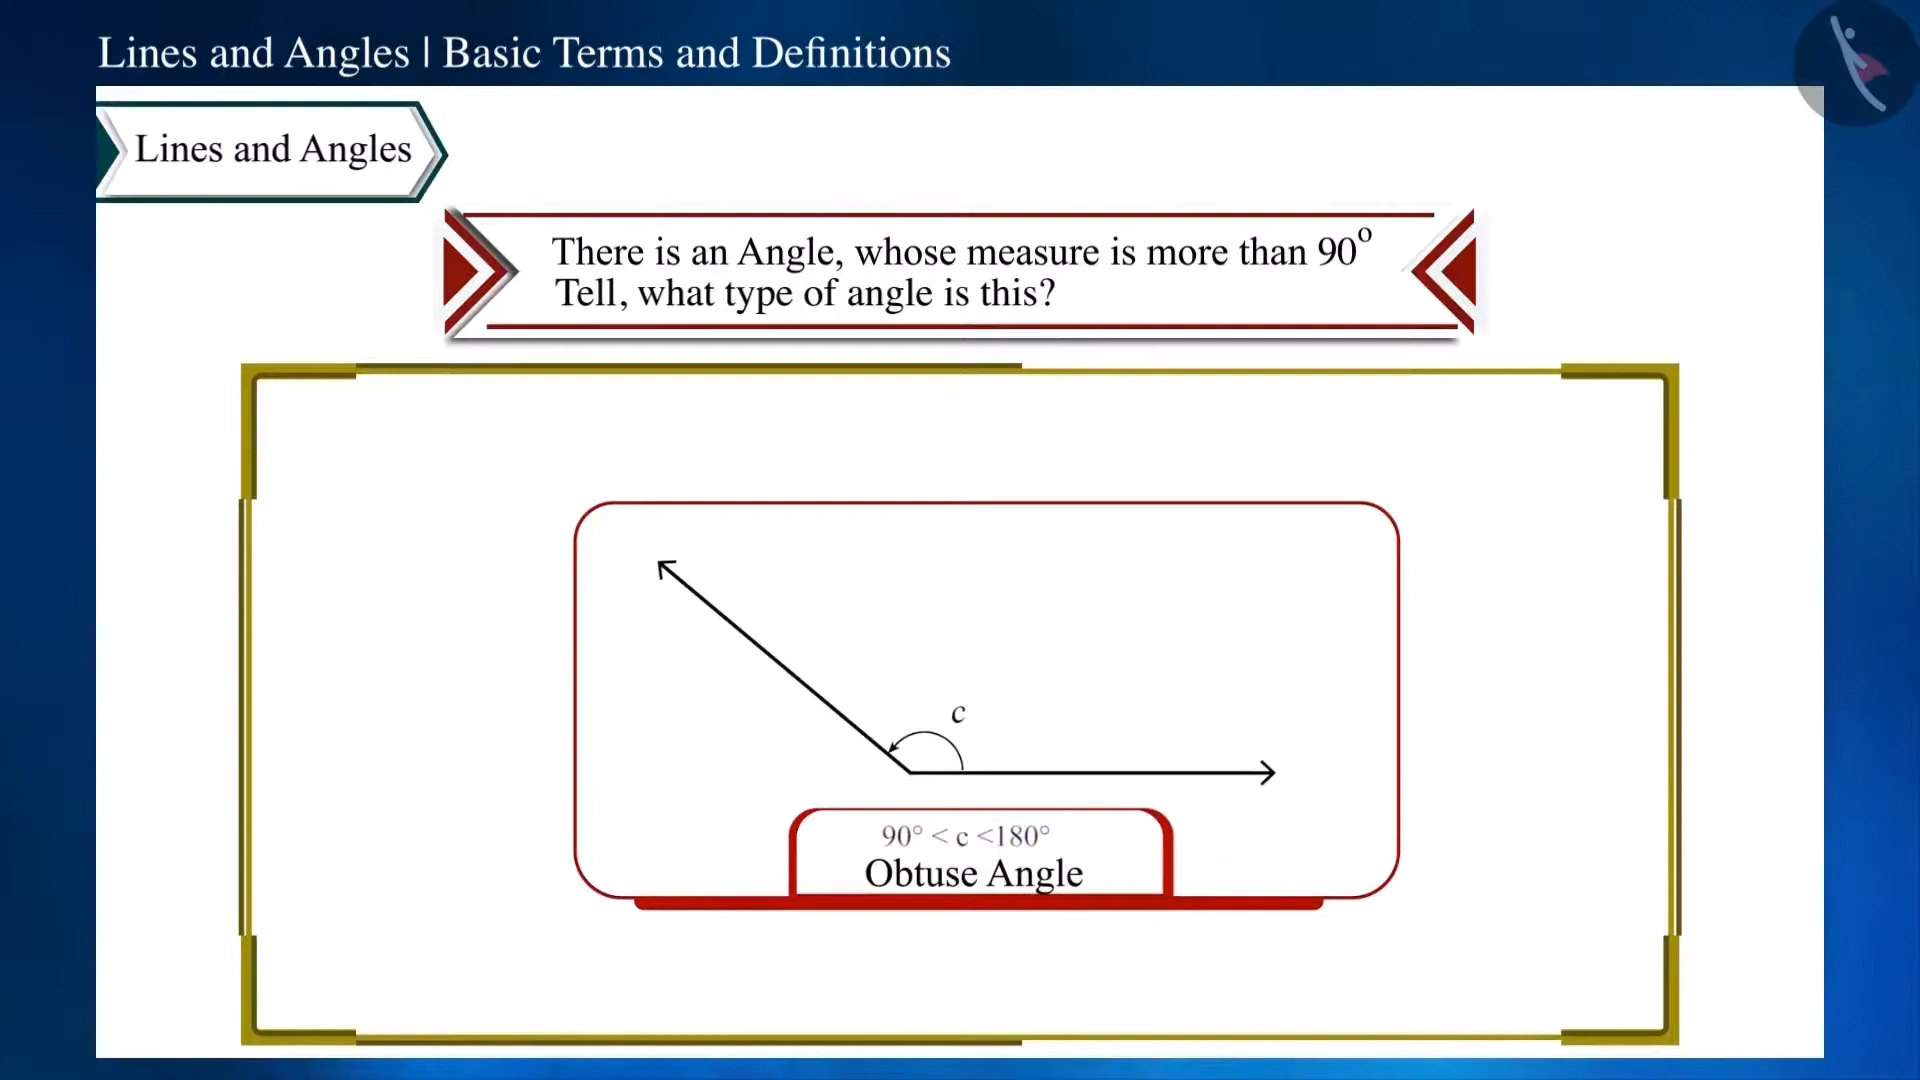 Lines and Angles | Basic Terms and Definitions
Lines and Angles
There is an Angle, whose measure is more than 90°
Tell, what type of angle is this?
c
90° < c <180°
Obtuse Angle